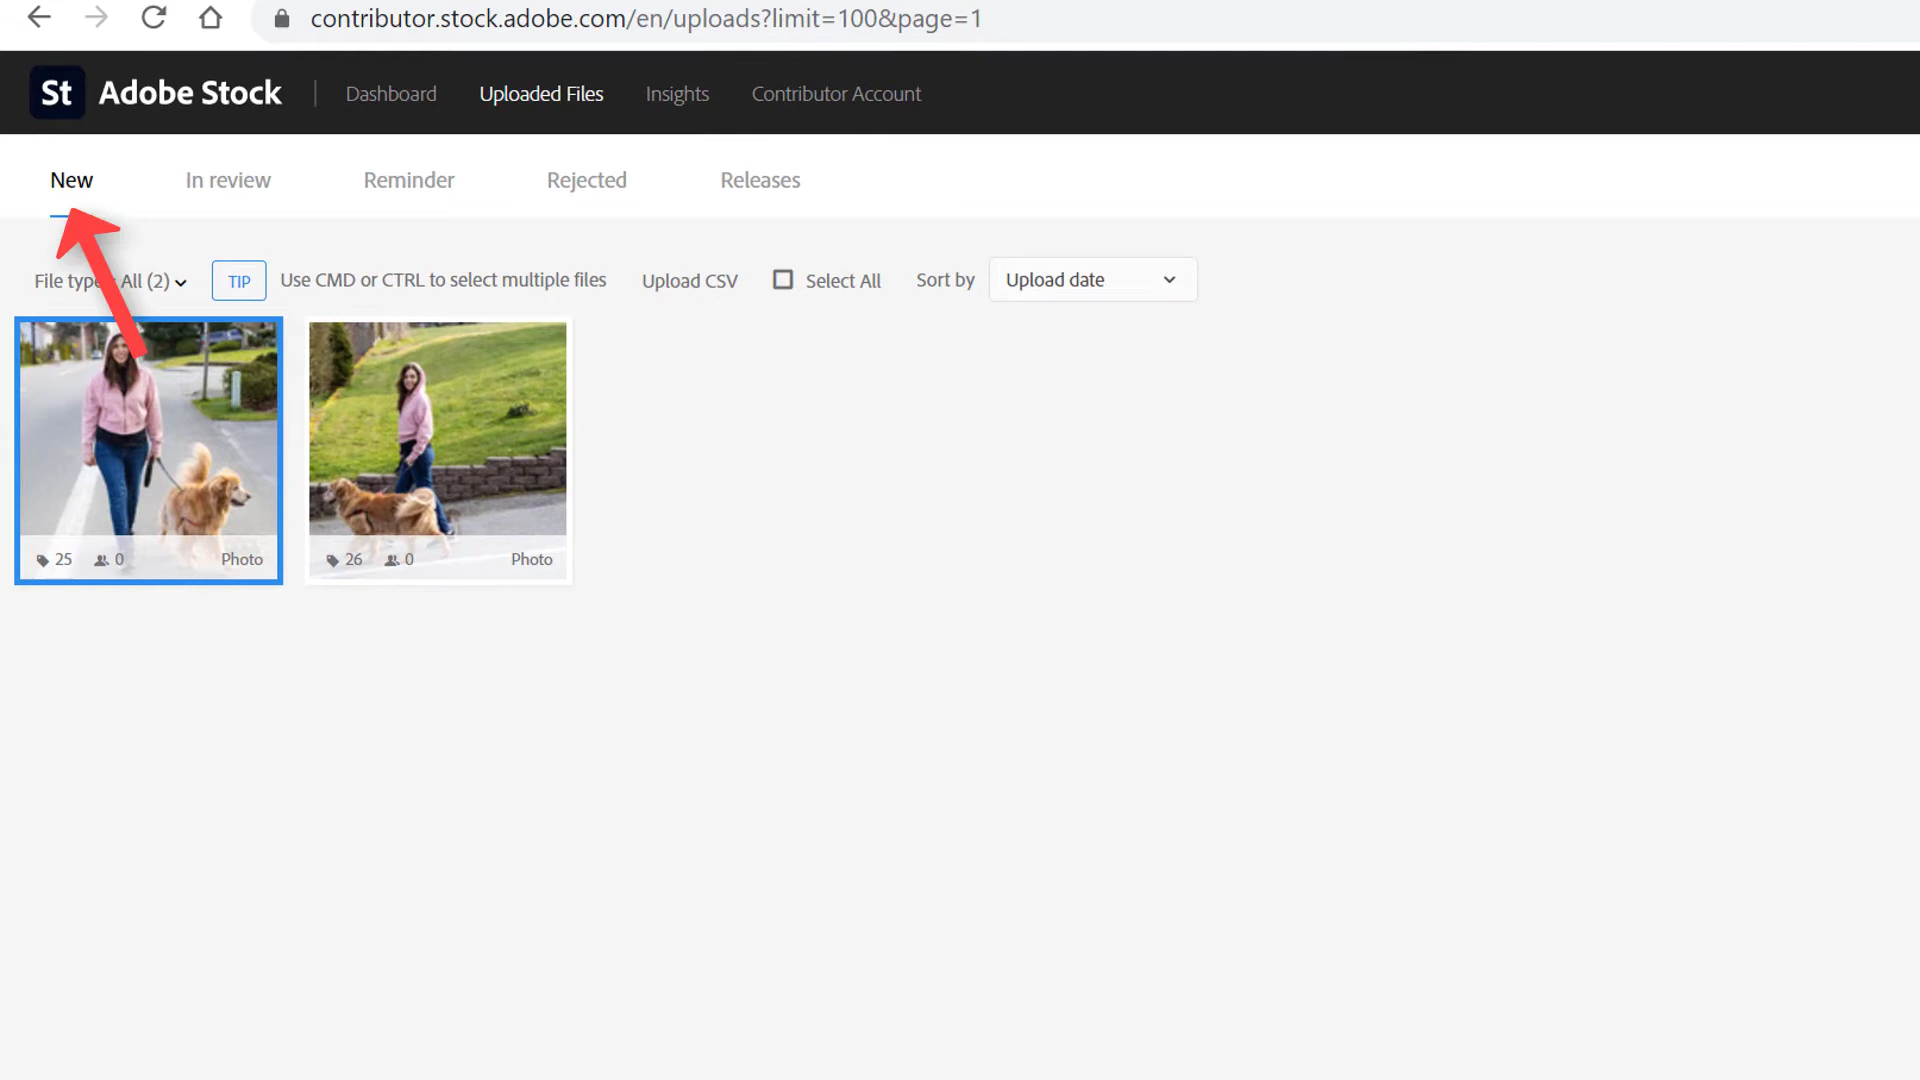 contributor.stock.adobe.com/en/uploads?limit=100&page=1
St Adobe Stock Dashboard Uploaded Files Insights Contributor Account
New In review Reminder Rejected Releases
File type: All (2) TIP Use CMD or CTRL to select multiple files Upload CSV Select All Sort by Upload date
25 0 Photo 26 0 Photo